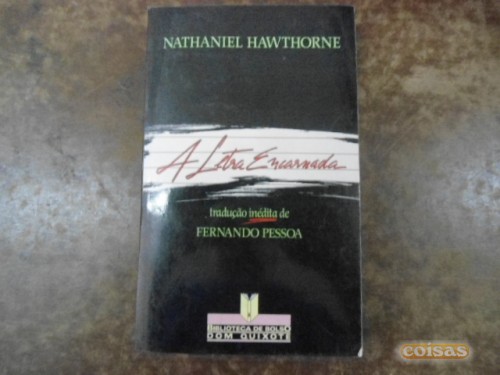 NATHANIEL HAWTHORNE
A Letra Encarnada
tradução inédita de
FERNANDO PESSOA
BIBLIOTECA DE BOLSO
DOM QUIXOTE
coisas